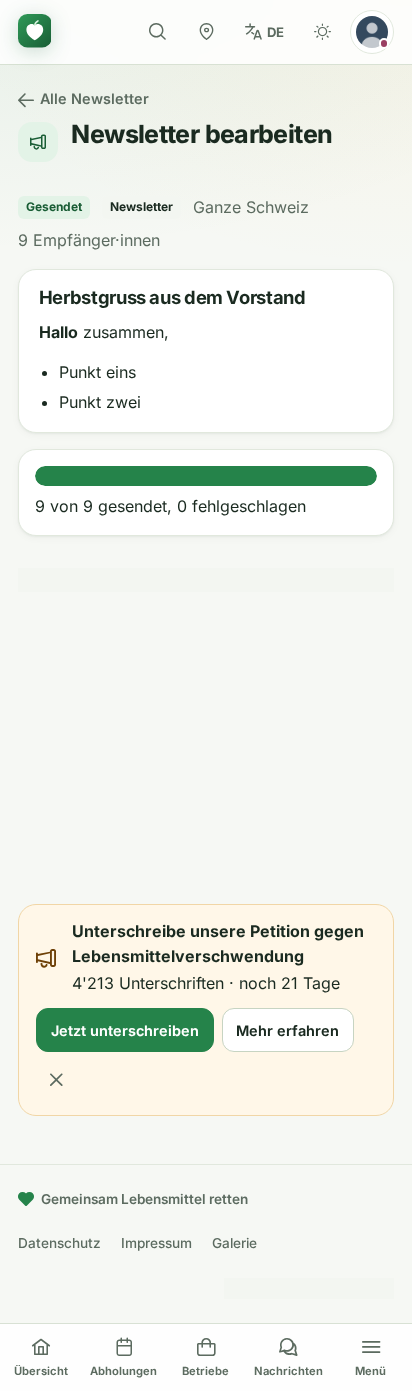 DE
Alle Newsletter
Newsletter bearbeiten
Gesendet Newsletter Ganze Schweiz
9 Empfänger·innen
Herbstgruss aus dem Vorstand
Hallo zusammen,
• Punkt eins
• Punkt zwei
9 von 9 gesendet, 0 fehlgeschlagen
Unterschreibe unsere Petition gegen
Lebensmittelverschwendung
4'213 Unterschriften · noch 21 Tage
Jetzt unterschreiben Mehr erfahren
Gemeinsam Lebensmittel retten
Datenschutz Impressum Galerie
Übersicht Abholungen Betriebe Nachrichten Menü